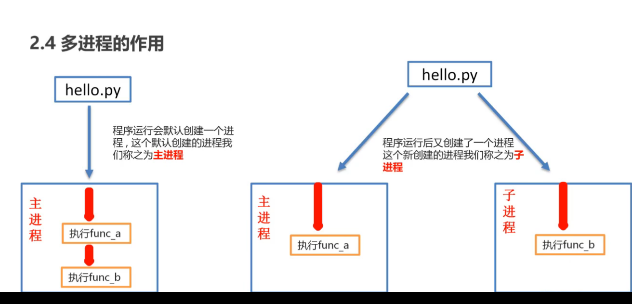 2.4 多进程的作用
hello.py
程序运行会默认创建一个进
程，这个默认创建的进程我
们称之为主进程
主
进
程
执行func_a
执行func_b
hello.py
程序运行后又创建了一个进程
这个新创建的进程我们称之为子
进程
主
进
程
执行func_a
子
进
程
执行func_b